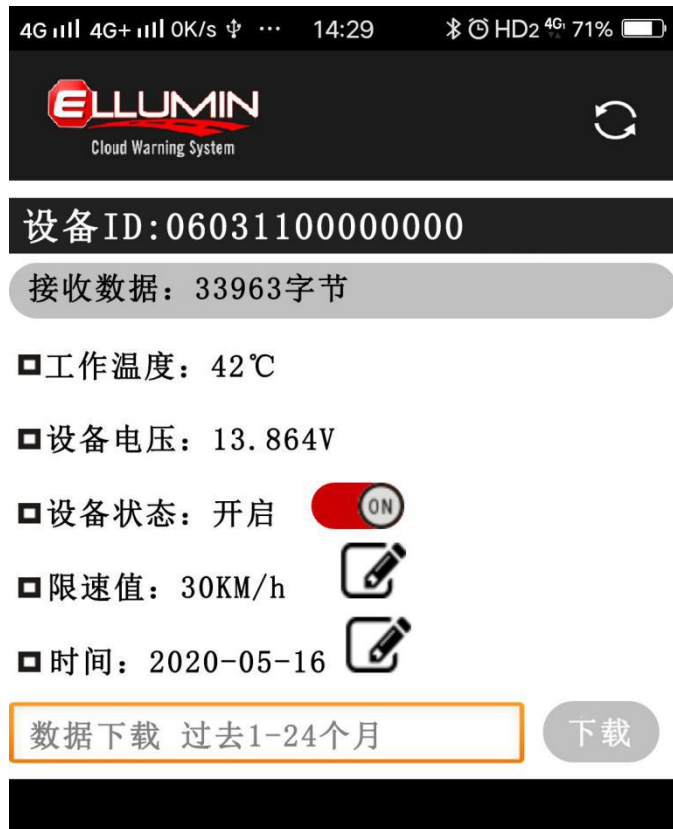 4G 4G+ 0K/s ··· 14:29 HD2 4G 71%
ELLUMIN
Cloud Warning System
设备ID:06031100000000
接收数据：33963字节
工作温度：42℃
设备电压：13.864V
设备状态：开启 ON
限速值：30KM/h
时间：2020-05-16
数据下载 过去1-24个月 下载